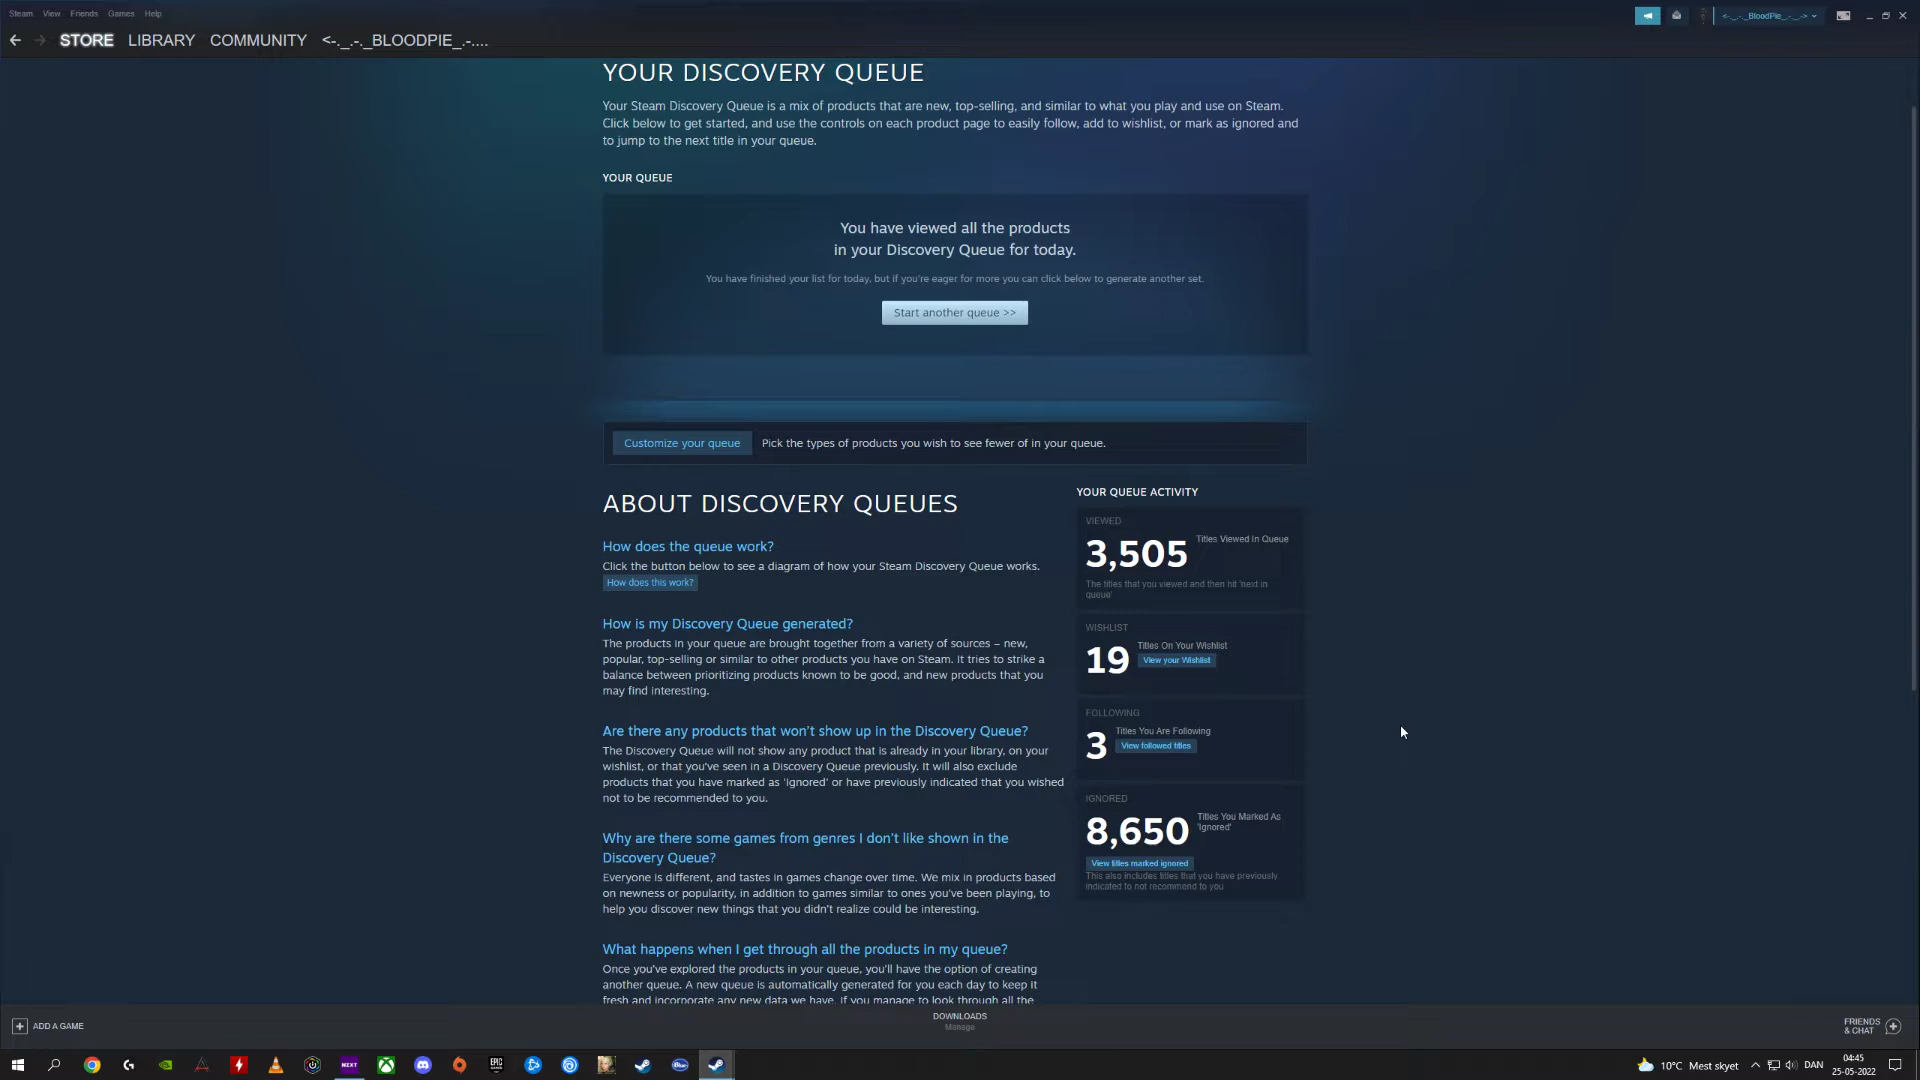 Steam View Friends Games Help
<-._.-._BloodPie_.-._.->
STORE LIBRARY COMMUNITY <-._.-._BLOODPIE_.-....
YOUR DISCOVERY QUEUE
Your Steam Discovery Queue is a mix of products that are new, top-selling, and similar to what you play and use on Steam.
Click below to get started, and use the controls on each product page to easily follow, add to wishlist, or mark as ignored and
to jump to the next title in your queue.
YOUR QUEUE
You have viewed all the products
in your Discovery Queue for today.
You have finished your list for today, but if you're eager for more you can click below to generate another set.
Start another queue >>
Customize your queue Pick the types of products you wish to see fewer of in your queue.
ABOUT DISCOVERY QUEUES
How does the queue work?
Click the button below to see a diagram of how your Steam Discovery Queue works.
How does this work?
How is my Discovery Queue generated?
The products in your queue are brought together from a variety of sources – new,
popular, top-selling or similar to other products you have on Steam. It tries to strike a
balance between prioritizing products known to be good, and new products that you
may find interesting.
Are there any products that won't show up in the Discovery Queue?
The Discovery Queue will not show any product that is already in your library, on your
wishlist, or that you've seen in a Discovery Queue previously. It will also exclude
products that you have marked as 'Ignored' or have previously indicated that you wished
not to be recommended to you.
Why are there some games from genres I don't like shown in the
Discovery Queue?
Everyone is different, and tastes in games change over time. We mix in products based
on newness or popularity, in addition to games similar to ones you've been playing, to
help you discover new things that you didn't realize could be interesting.
What happens when I get through all the products in my queue?
Once you've explored the products in your queue, you'll have the option of creating
another queue. A new queue is automatically generated for you each day to keep it
fresh and incorporate any new data we have. If you manage to look through all the
YOUR QUEUE ACTIVITY
VIEWED
3,505 Titles Viewed In Queue
The titles that you viewed and then hit 'next in
queue'
WISHLIST
19 Titles On Your Wishlist
View your Wishlist
FOLLOWING
3 Titles You Are Following
View followed titles
IGNORED
8,650 Titles You Marked As
'Ignored'
View titles marked ignored
This also includes titles that you have previously
indicated to not recommend to you
ADD A GAME
DOWNLOADS
Manage
FRIENDS
& CHAT
NEXT
EPIC
GAMES
Blue
10°C Mest skyet
DAN
04:45
25-05-2022